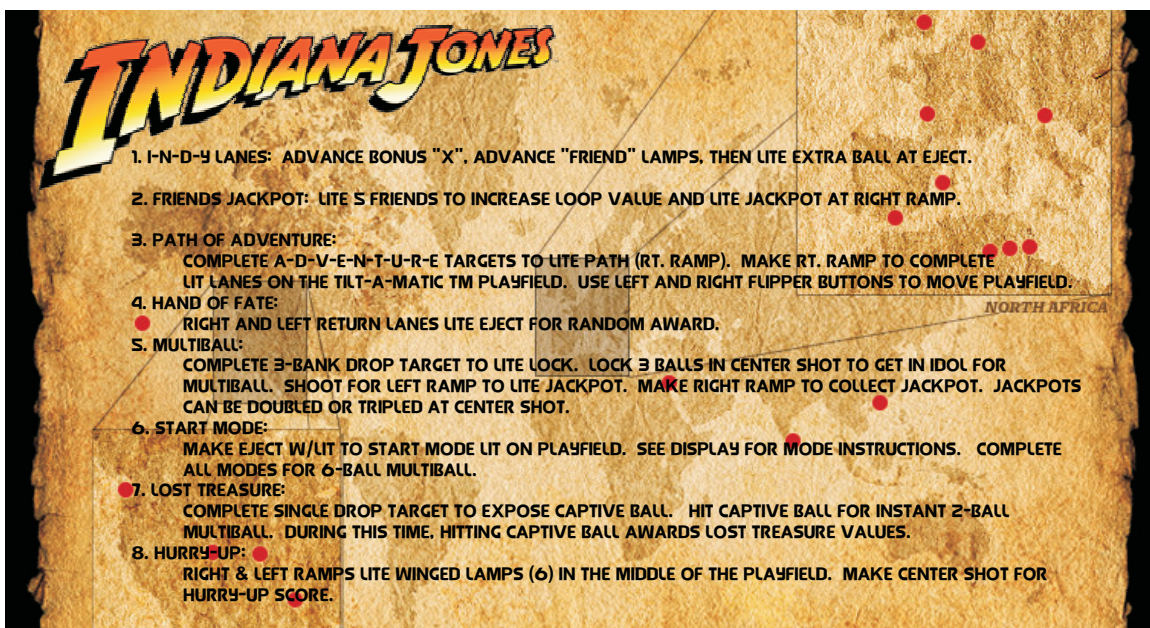 INDIANA JONES
1. I-N-D-Y LANES: ADVANCE BONUS "X", ADVANCE "FRIEND" LAMPS, THEN LITE EXTRA BALL AT EJECT.
2. FRIENDS JACKPOT: LITE 5 FRIENDS TO INCREASE LOOP VALUE AND LITE JACKPOT AT RIGHT RAMP.
3. PATH OF ADVENTURE:
COMPLETE A-D-V-E-N-T-U-R-E TARGETS TO LITE PATH (RT. RAMP). MAKE RT. RAMP TO COMPLETE
LIT LANES ON THE TILT-A-MATIC TM PLAYFIELD. USE LEFT AND RIGHT FLIPPER BUTTONS TO MOVE PLAYFIELD.
NORTH AFRICA
4. HAND OF FATE:
RIGHT AND LEFT RETURN LANES LITE EJECT FOR RANDOM AWARD.
5. MULTIBALL:
COMPLETE 3-BANK DROP TARGET TO LITE LOCK. LOCK 3 BALLS IN CENTER SHOT TO GET IN IDOL FOR
MULTIBALL. SHOOT FOR LEFT RAMP TO LITE JACKPOT. MAKE RIGHT RAMP TO COLLECT JACKPOT. JACKPOTS
CAN BE DOUBLED OR TRIPLED AT CENTER SHOT.
6. START MODE:
MAKE EJECT W/LIT TO START MODE LIT ON PLAYFIELD. SEE DISPLAY FOR MODE INSTRUCTIONS. COMPLETE
ALL MODES FOR 6-BALL MULTIBALL.
7. LOST TREASURE:
COMPLETE SINGLE DROP TARGET TO EXPOSE CAPTIVE BALL. HIT CAPTIVE BALL FOR INSTANT 2-BALL
MULTIBALL. DURING THIS TIME, HITTING CAPTIVE BALL AWARDS LOST TREASURE VALUES.
8. HURRY-UP:
RIGHT & LEFT RAMPS LITE WINGED LAMPS (6) IN THE MIDDLE OF THE PLAYFIELD. MAKE CENTER SHOT FOR
HURRY-UP SCORE.